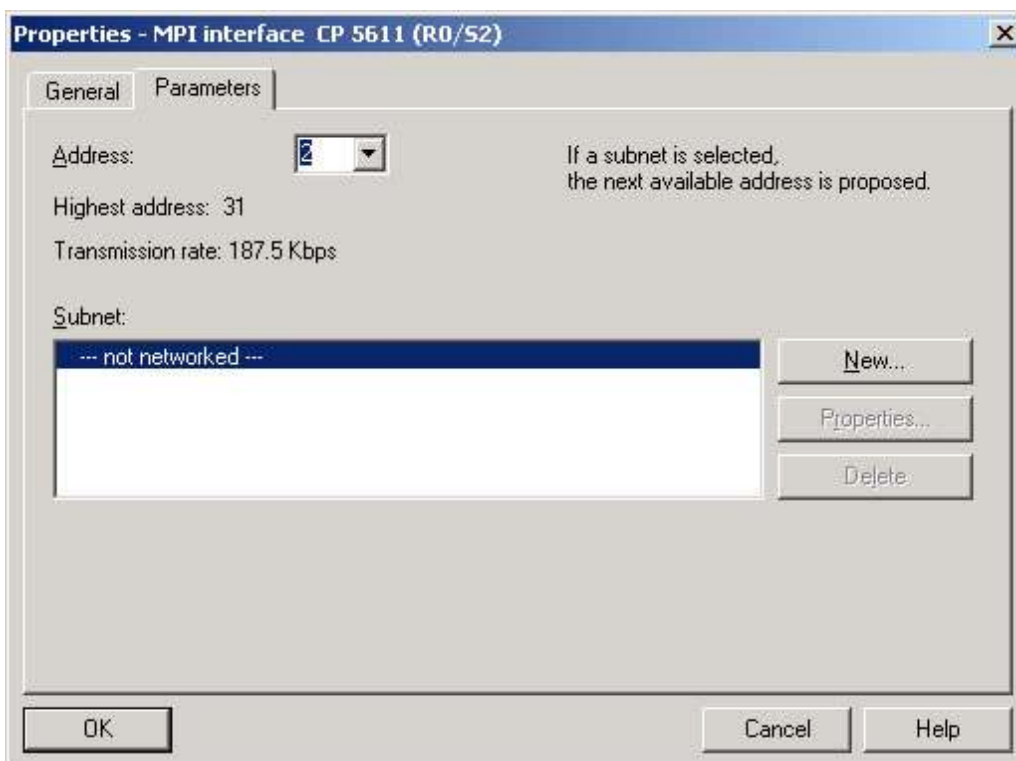 Properties - MPI interface CP 5611 (R0/S2)
General Parameters
Address: 2
If a subnet is selected,
the next available address is proposed.
Highest address: 31
Transmission rate: 187.5 Kbps
Subnet:
--- not networked ---
New...
Properties...
Delete
OK Cancel Help